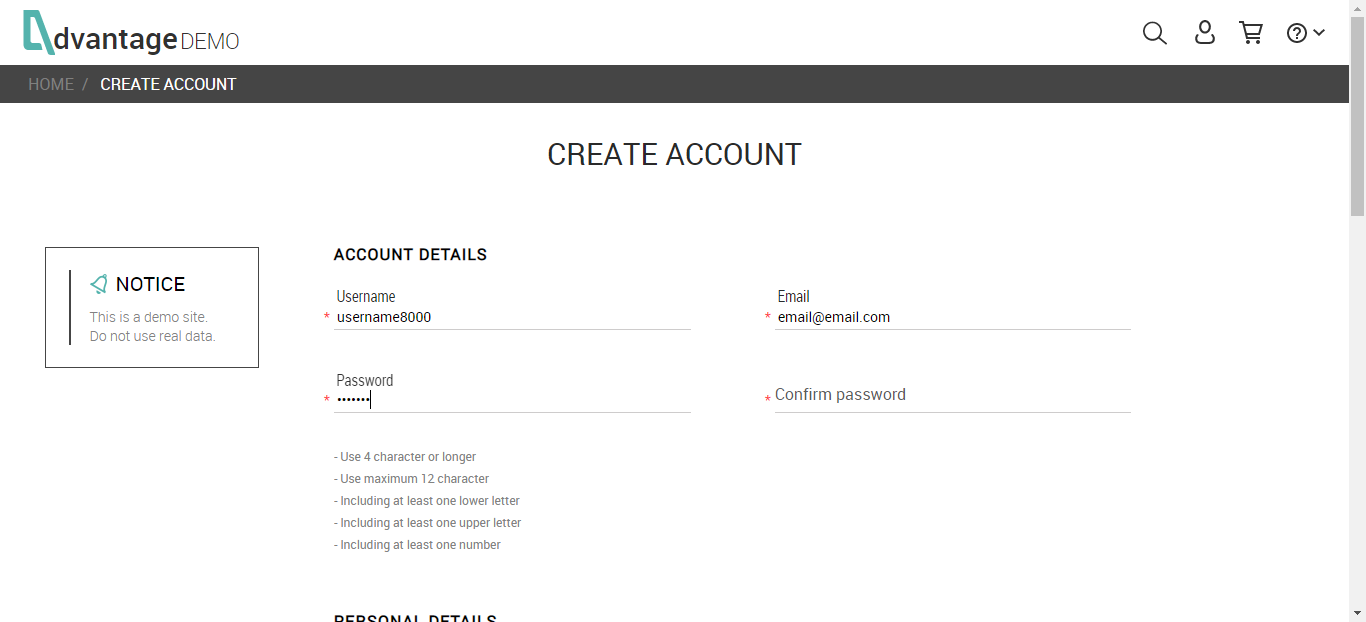 dvantage DEMO
HOME / CREATE ACCOUNT
CREATE ACCOUNT
NOTICE
This is a demo site.
Do not use real data.
ACCOUNT DETAILS
Username
* username8000
Email
* email@email.com
Password
* •••••••
* Confirm password
- Use 4 character or longer
- Use maximum 12 character
- Including at least one lower letter
- Including at least one upper letter
- Including at least one number
PERSONAL DETAILS